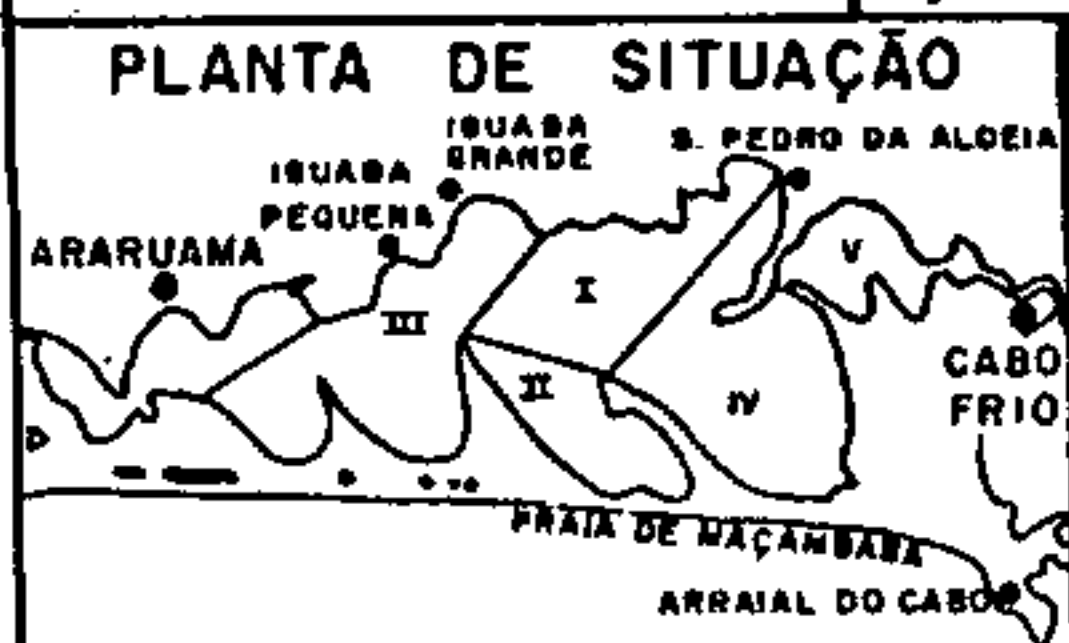 PLANTA DE SITUAÇÃO
IGUABA
GRANDE
S. PEDRO DA ALDEIA
IGUABA
PEQUENA
ARARUAMA
V
I
III
CABO
FRIO
II
IV
PRAIA DE MAÇAMBABA
ARRAIAL DO CABO